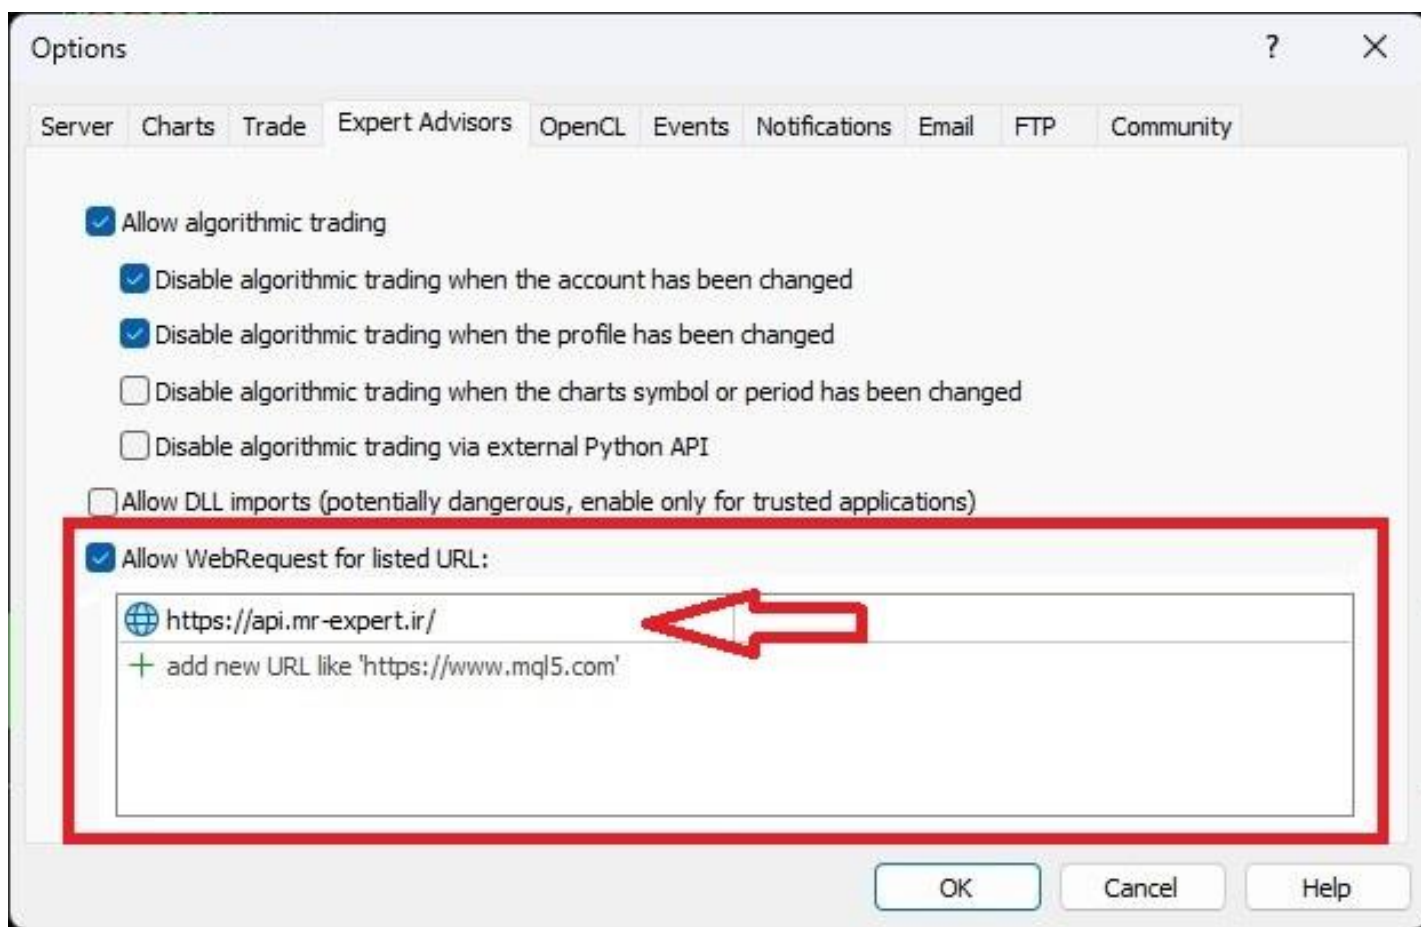 Options
?
Server Charts Trade Expert Advisors OpenCL Events Notifications Email FTP Community
Allow algorithmic trading
Disable algorithmic trading when the account has been changed
Disable algorithmic trading when the profile has been changed
Disable algorithmic trading when the charts symbol or period has been changed
Disable algorithmic trading via external Python API
Allow DLL imports (potentially dangerous, enable only for trusted applications)
Allow WebRequest for listed URL:
https://api.mr-expert.ir/
add new URL like 'https://www.mql5.com'
OK Cancel Help